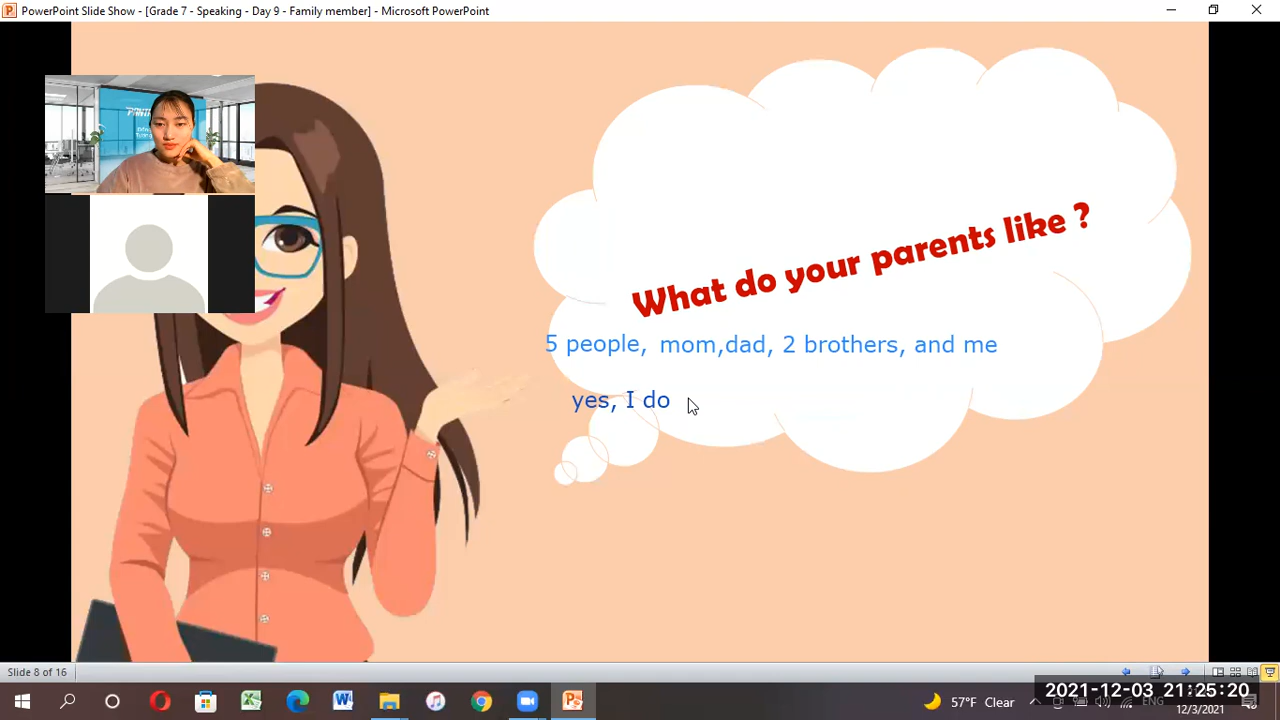 PowerPoint Slide Show - [Grade 7 - Speaking - Day 9 - Family member] - Microsoft PowerPoint
What do your parents like ?
5 people, mom,dad, 2 brothers, and me
yes, I do
Slide 8 of 16
57°F Clear
ENG
2021-12-03 21:25:20
12/3/2021